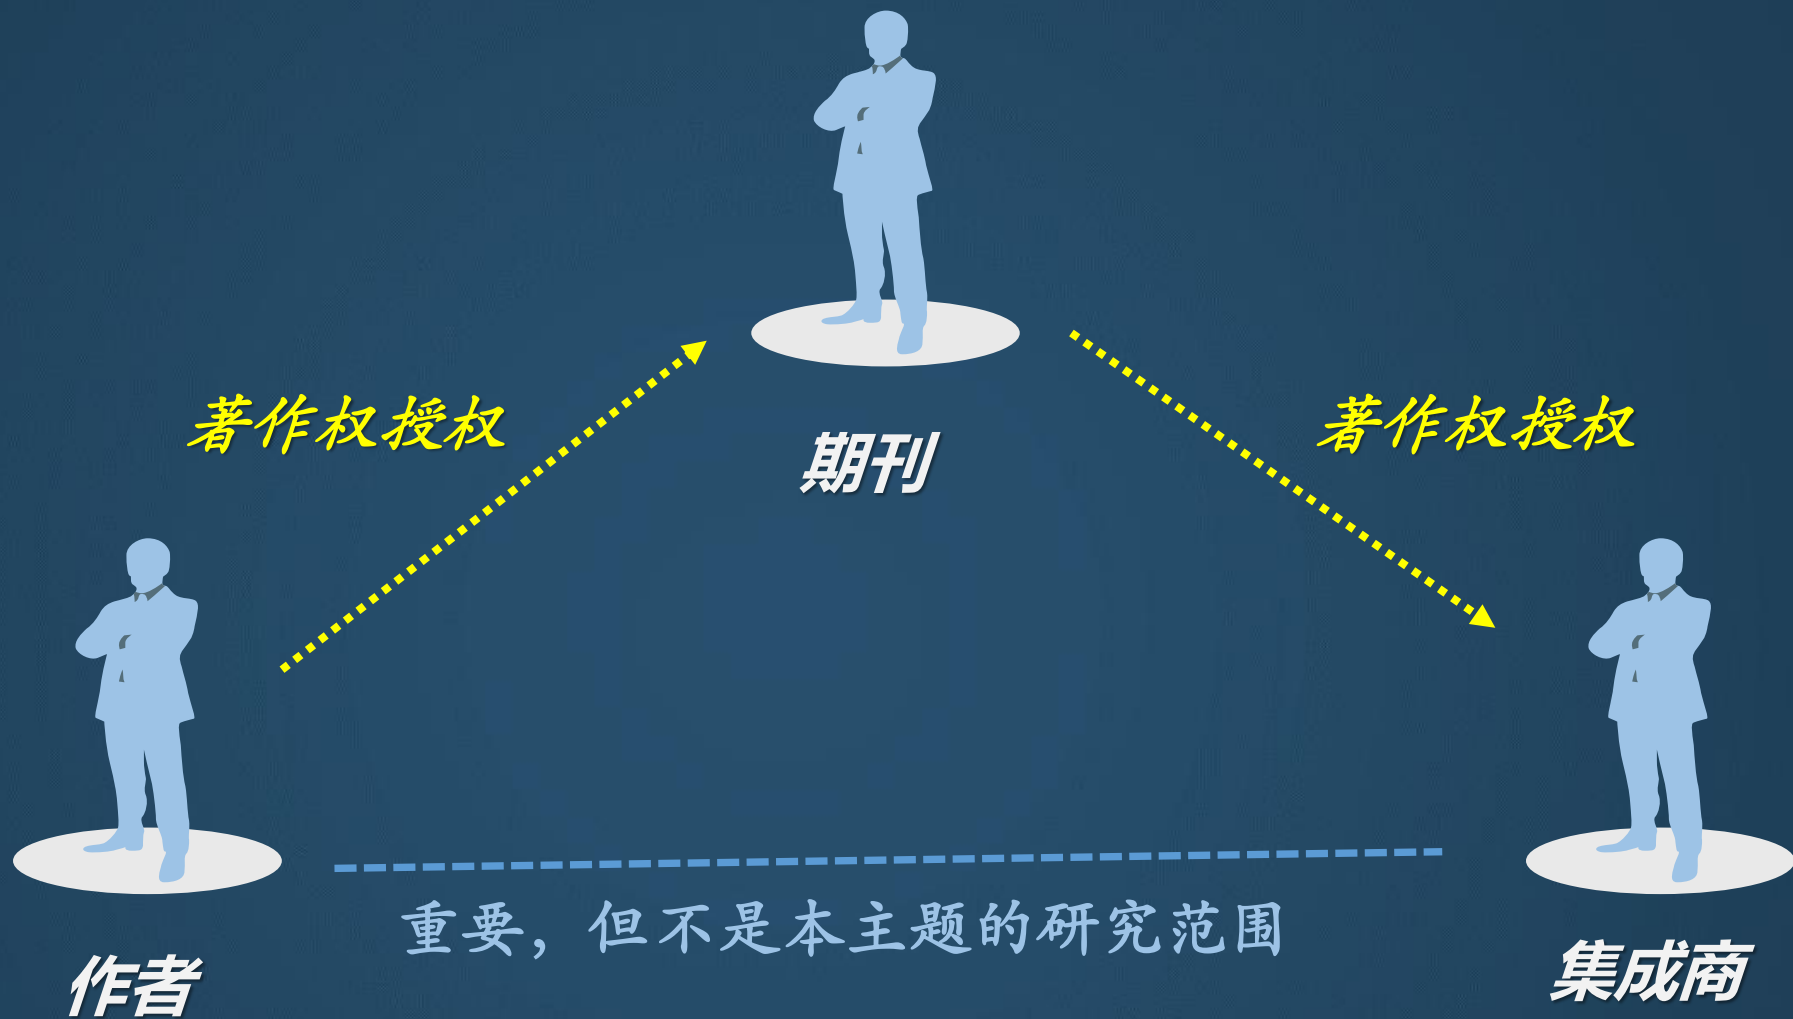 著作权授权
著作权授权
期刊
重要，但不是本主题的研究范围
作者
集成商